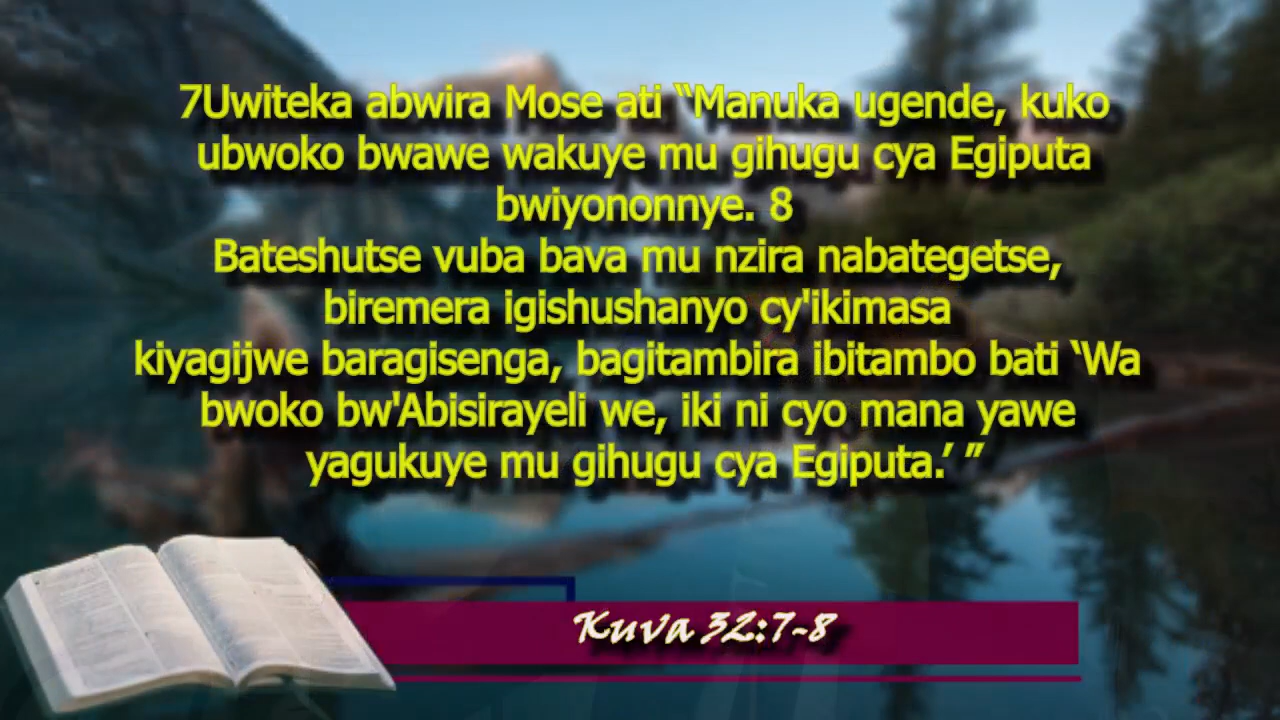 7Uwiteka abwira Mose ati “Manuka ugende, kuko
ubwoko bwawe wakuye mu gihugu cya Egiputa
bwiyononnye. 8
Bateshutse vuba bava mu nzira nabategetse,
biremera igishushanyo cy'ikimasa
kiyagijwe baragisenga, bagitambira ibitambo bati ‘Wa
bwoko bw'Abisirayeli we, iki ni cyo mana yawe
yagukuye mu gihugu cya Egiputa.’ ”
Kuva 32:7-8